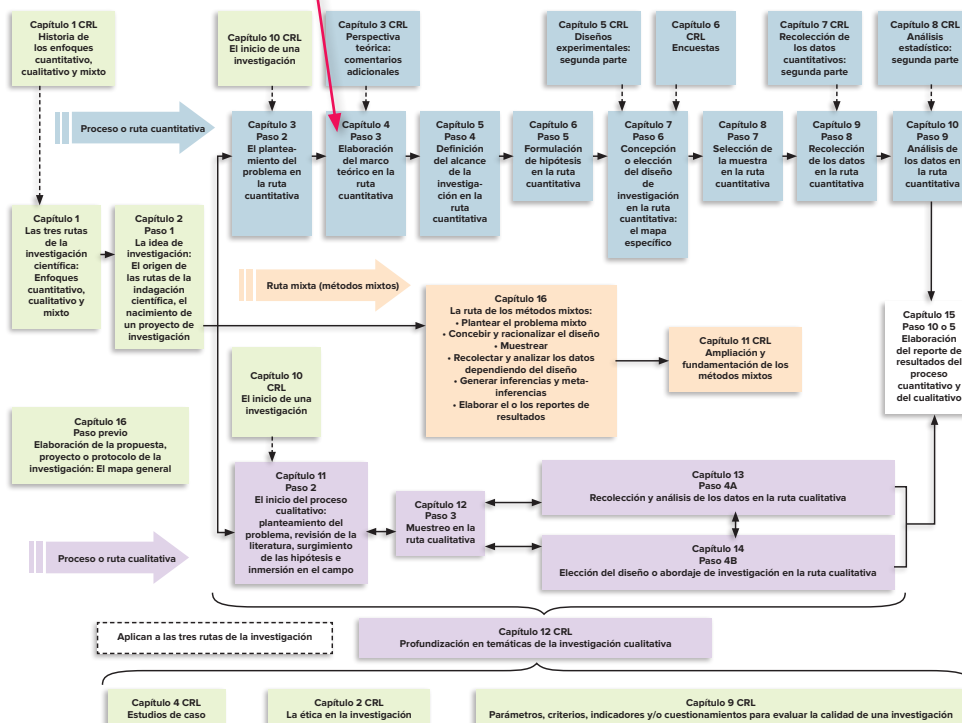 Capítulo 1 CRL
Historia de
los enfoques
cuantitativo,
cualitativo y mixto
Capítulo 10 CRL
El inicio de una
investigación
Capítulo 3 CRL
Perspectiva
teórica:
comentarios
adicionales
Capítulo 5 CRL
Diseños
experimentales:
segunda parte
Capítulo 6
CRL
Encuestas
Capítulo 7 CRL
Recolección de
los datos
cuantitativos:
segunda parte
Capítulo 8 CRL
Análisis
estadístico:
segunda parte
Proceso o ruta cuantitativa
Capítulo 3
Paso 2
El plantea-
miento del
problema en
la ruta
cuantitativa
Capítulo 4
Paso 3
Elaboración
del marco
teórico en la
ruta
cuantitativa
Capítulo 5
Paso 4
Definición
del alcance
de la
investiga-
ción en la
ruta
cuantitativa
Capítulo 6
Paso 5
Formulación
de hipótesis
en la ruta
cuantitativa
Capítulo 7
Paso 6
Concepción
o elección
del diseño
de
investigación
en la ruta
cuantitativa:
el mapa
específico
Capítulo 8
Paso 7
Selección de
la muestra
en la ruta
cuantitativa
Capítulo 9
Paso 8
Recolección
de los datos
en la ruta
cuantitativa
Capítulo 10
Paso 9
Análisis de
los datos en
la ruta
cuantitativa
Capítulo 1
Las tres rutas
de la
investigación
científica:
Enfoques
cuantitativo,
cualitativo y
mixto
Capítulo 2
Paso 1
La idea de
investigación:
El origen de
las rutas de la
indagación
científica, el
nacimiento de
un proyecto de
investigación
Ruta mixta (métodos mixtos)
Capítulo 16
La ruta de los métodos mixtos:
• Plantear el problema mixto
• Concebir y racionalizar el diseño
• Muestrear
• Recolectar y analizar los datos
dependiendo del diseño
• Generar inferencias y meta-
inferencias
• Elaborar el o los reportes de
resultados
Capítulo 11 CRL
Ampliación y
fundamentación de los
métodos mixtos
Capítulo 15
Paso 10 o 5
Elaboración
del reporte de
resultados del
proceso
cuantitativo y
del cualitativo
Capítulo 10
CRL
El inicio de una
investigación
Capítulo 16
Paso previo
Elaboración de la propuesta,
proyecto o protocolo de la
investigación: El mapa general
Proceso o ruta cualitativa
Capítulo 11
Paso 2
El inicio del proceso
cualitativo:
planteamiento del
problema, revisión de la
literatura, surgimiento
de las hipótesis e
inmersión en el campo
Capítulo 12
Paso 3
Muestreo en la
ruta cualitativa
Capítulo 13
Paso 4A
Recolección y análisis de los datos en la ruta cualitativa
Capítulo 14
Paso 4B
Elección del diseño o abordaje de investigación en la ruta cualitativa
Aplican a las tres rutas de la investigación
Capítulo 12 CRL
Profundización en temáticas de la investigación cualitativa
Capítulo 4 CRL
Estudios de caso
Capítulo 2 CRL
La ética en la investigación
Capítulo 9 CRL
Parámetros, criterios, indicadores y/o cuestionamientos para evaluar la calidad de una investigación